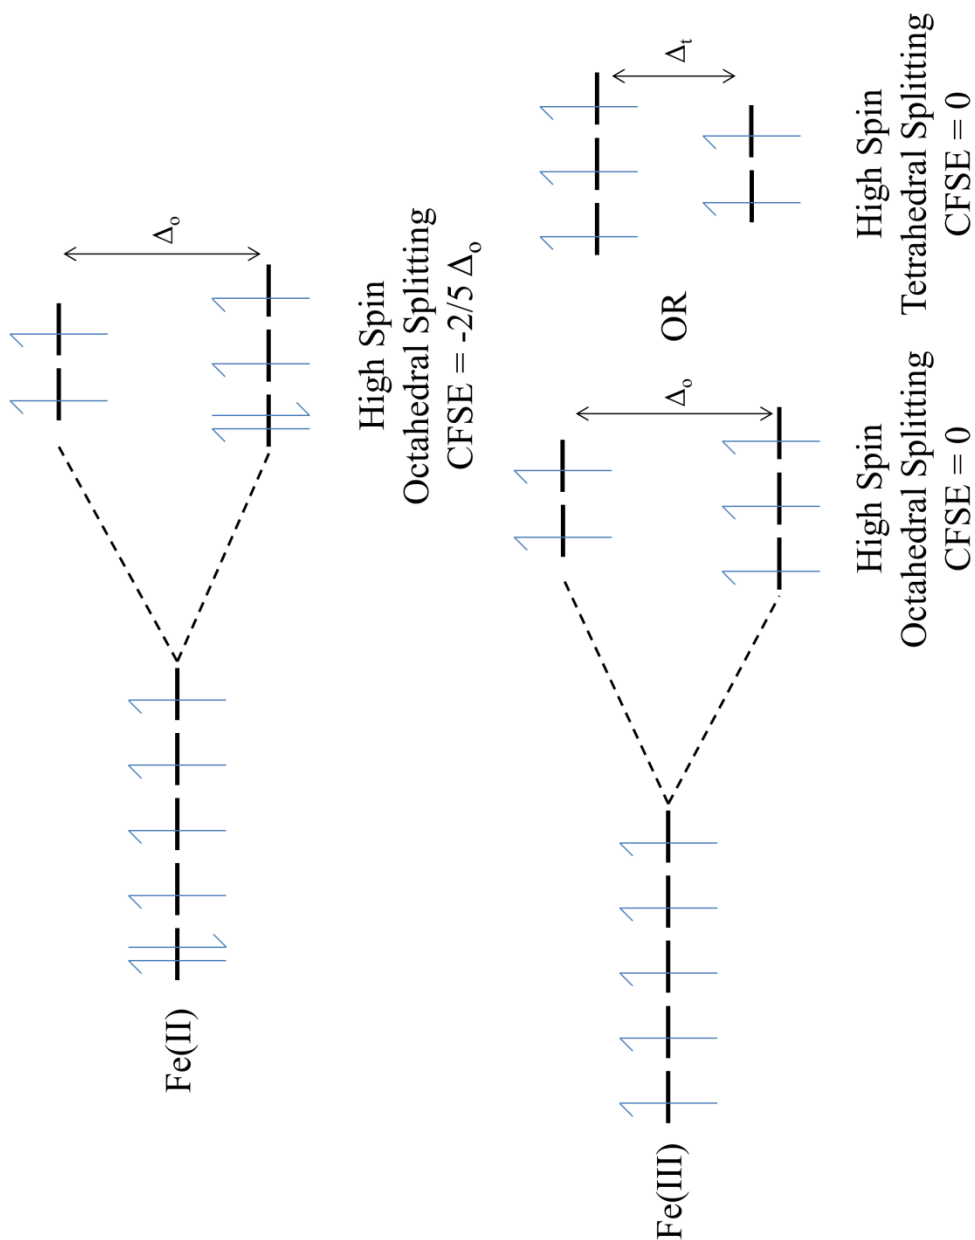 Fe(II)
Δₒ
High Spin
Octahedral Splitting
CFSE = -2/5 Δₒ
Fe(III)
Δₒ
High Spin
Octahedral Splitting
CFSE = 0
OR
Δₜ
High Spin
Tetrahedral Splitting
CFSE = 0